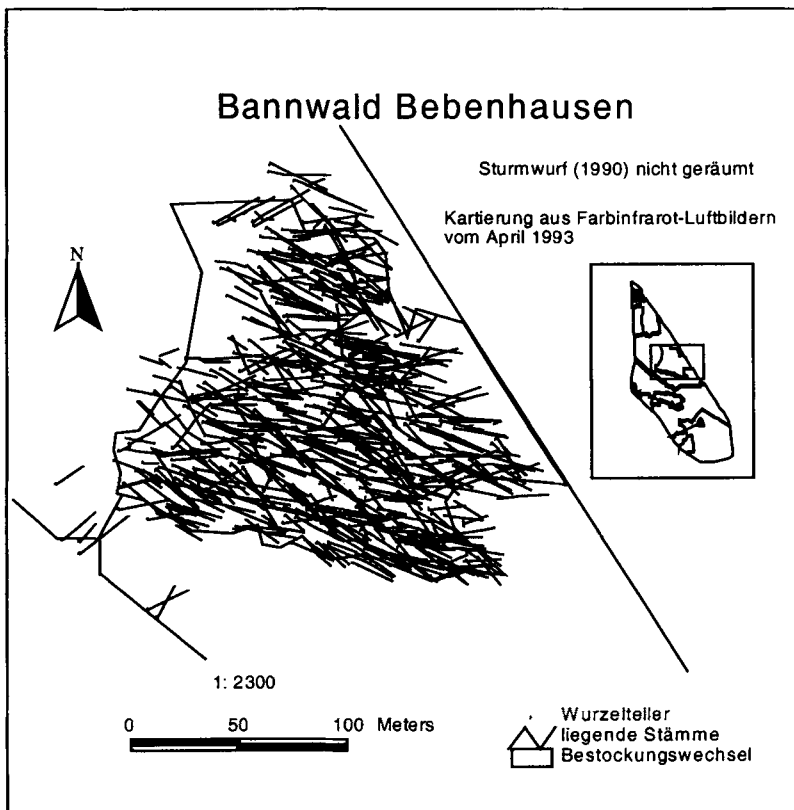 Bannwald Bebenhausen
Sturmwurf (1990) nicht geräumt
Kartierung aus Farbinfrarot-Luftbildern
vom April 1993
N
1: 2300
0 50 100 Meters
Wurzelteller
liegende Stämme
Bestockungswechsel